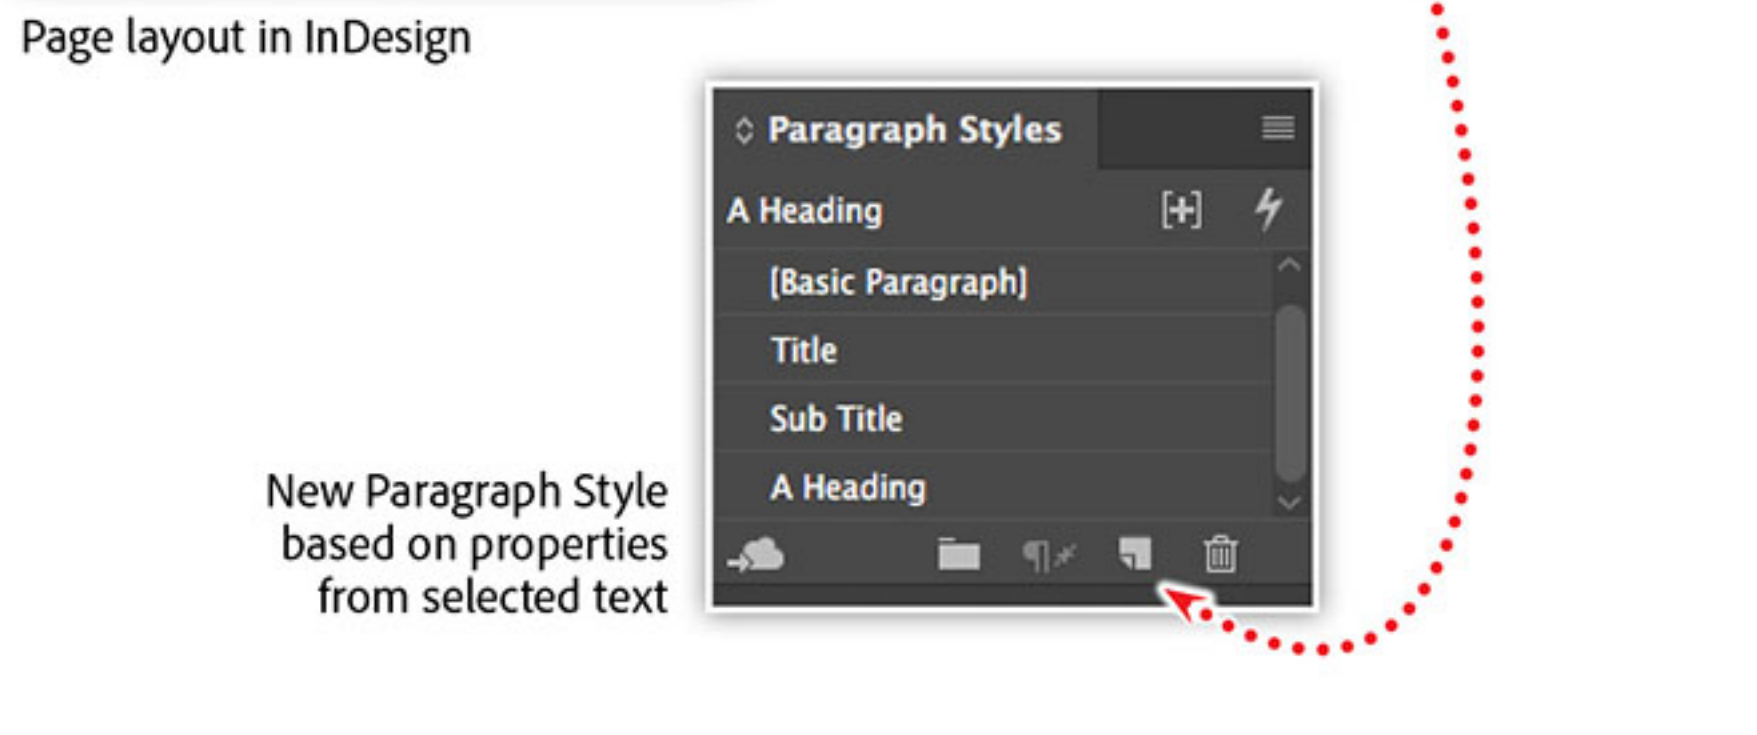 Page layout in InDesign
Paragraph Styles
A Heading
[Basic Paragraph]
Title
Sub Title
A Heading
New Paragraph Style
based on properties
from selected text